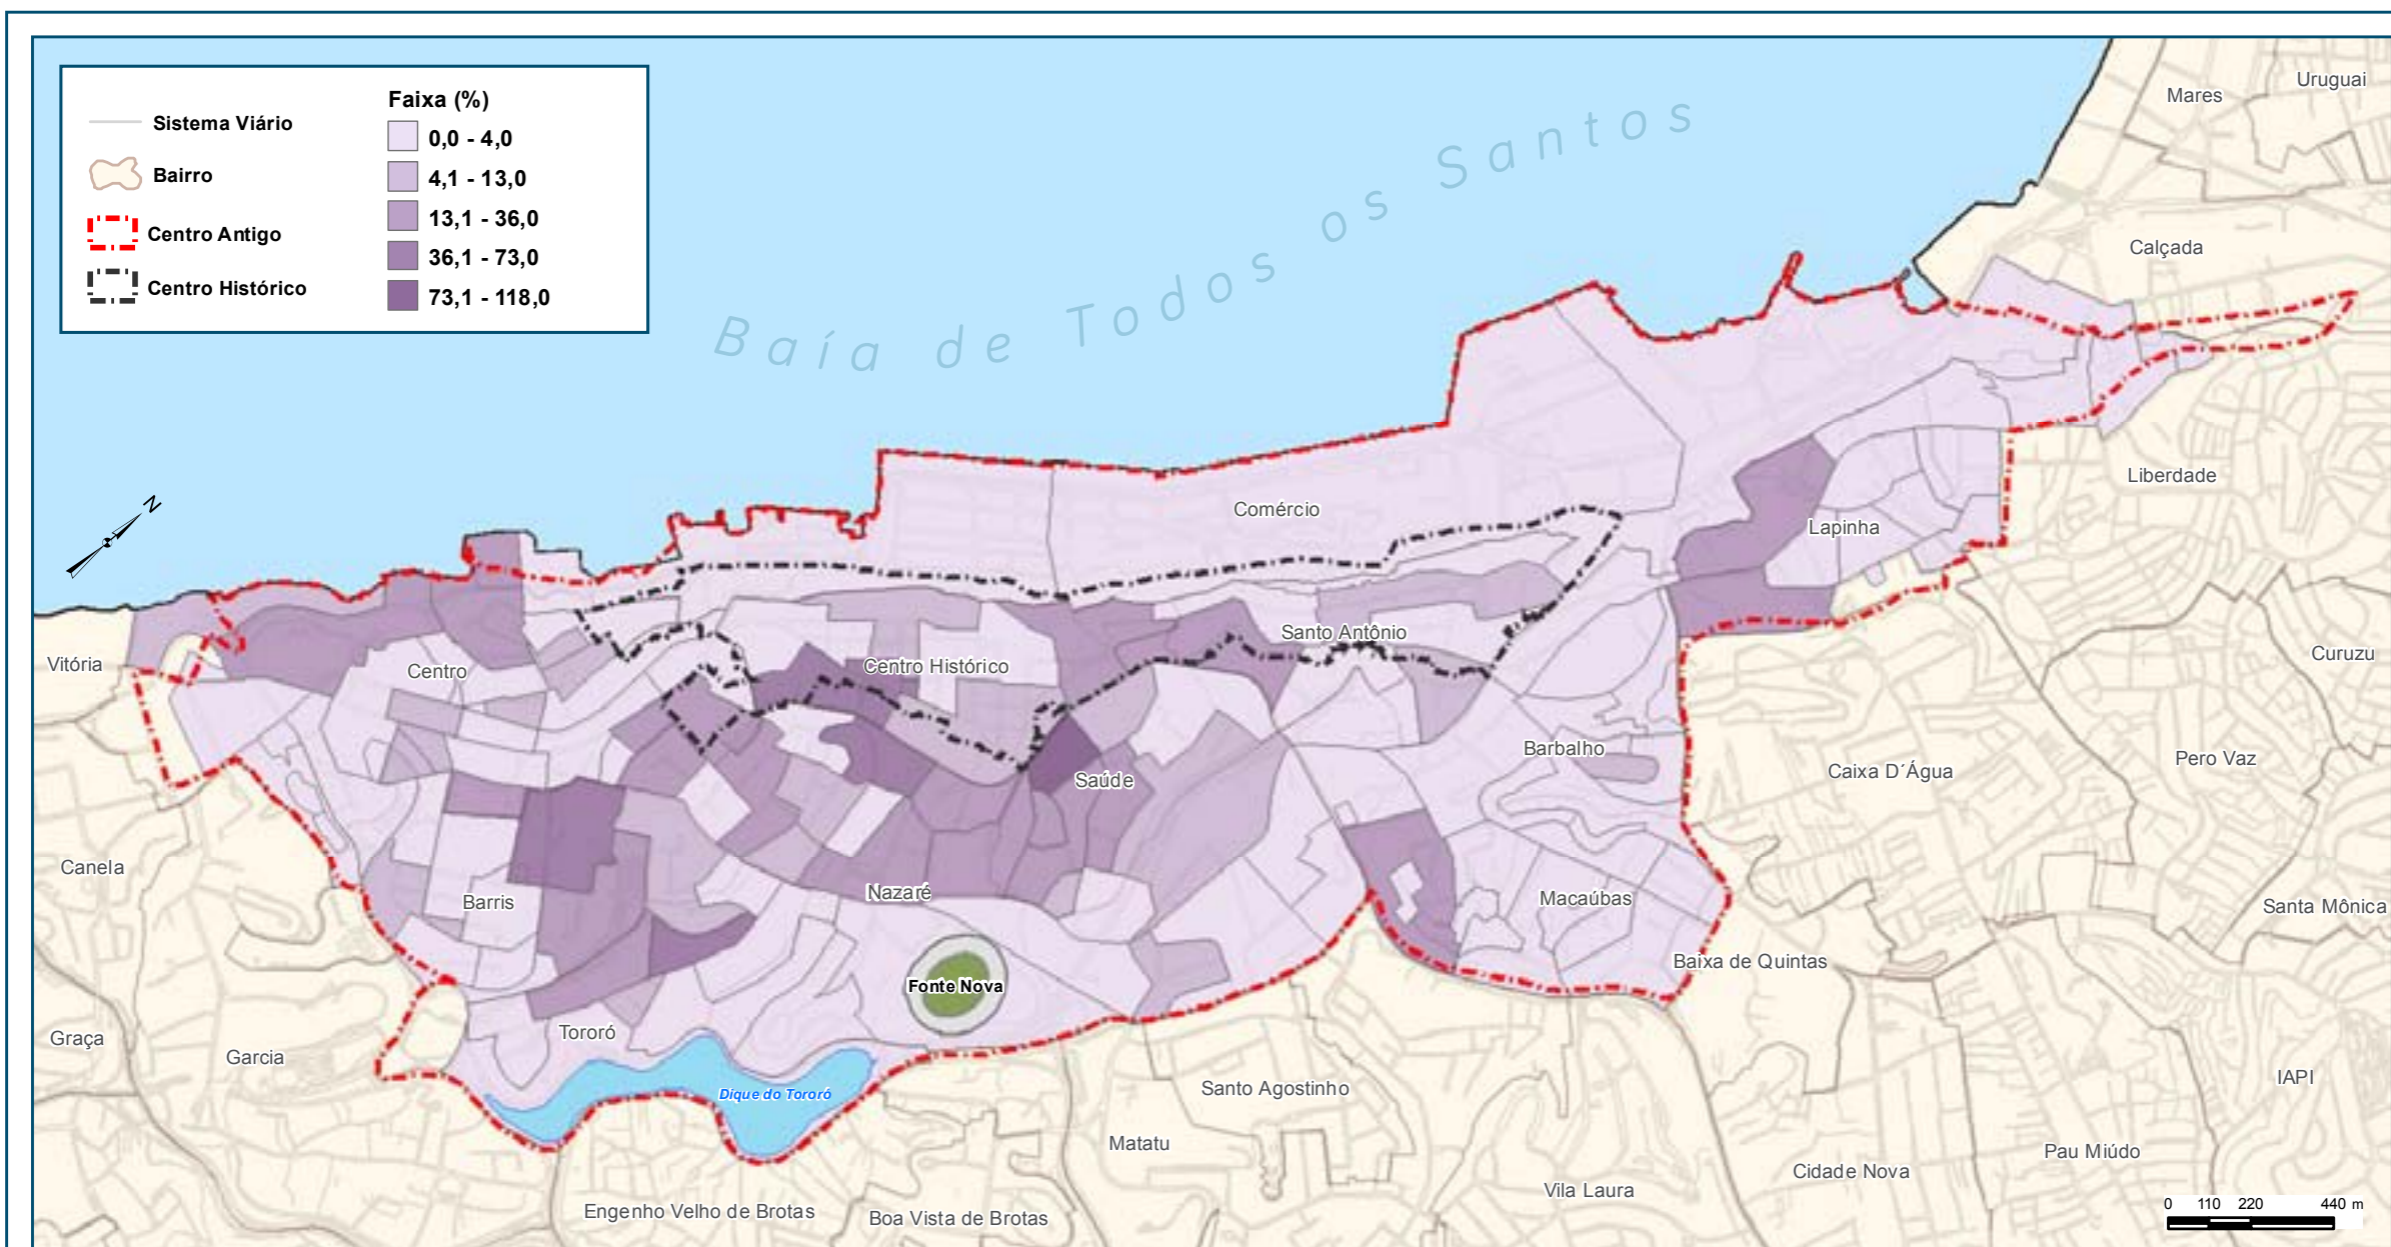 Faixa (%)
Sistema Viário
Bairro
Centro Antigo
Centro Histórico
0,0 - 4,0
4,1 - 13,0
13,1 - 36,0
36,1 - 73,0
73,1 - 118,0
Baía de Todos os Santos
N
Uruguai
Mares
Calçada
Liberdade
Comércio
Lapinha
Santo Antônio
Centro Histórico
Centro
Vitória
Curuzu
Barbalho
Pero Vaz
Caixa D´Água
Saúde
Canela
Nazaré
Barris
Macaúbas
Santa Mônica
Baixa de Quintas
Fonte Nova
Tororó
Graça
Garcia
IAPI
Dique do Tororó
Santo Agostinho
Matatu
Pau Miúdo
Cidade Nova
Vila Laura
Engenho Velho de Brotas
Boa Vista de Brotas
0 110 220 440 m